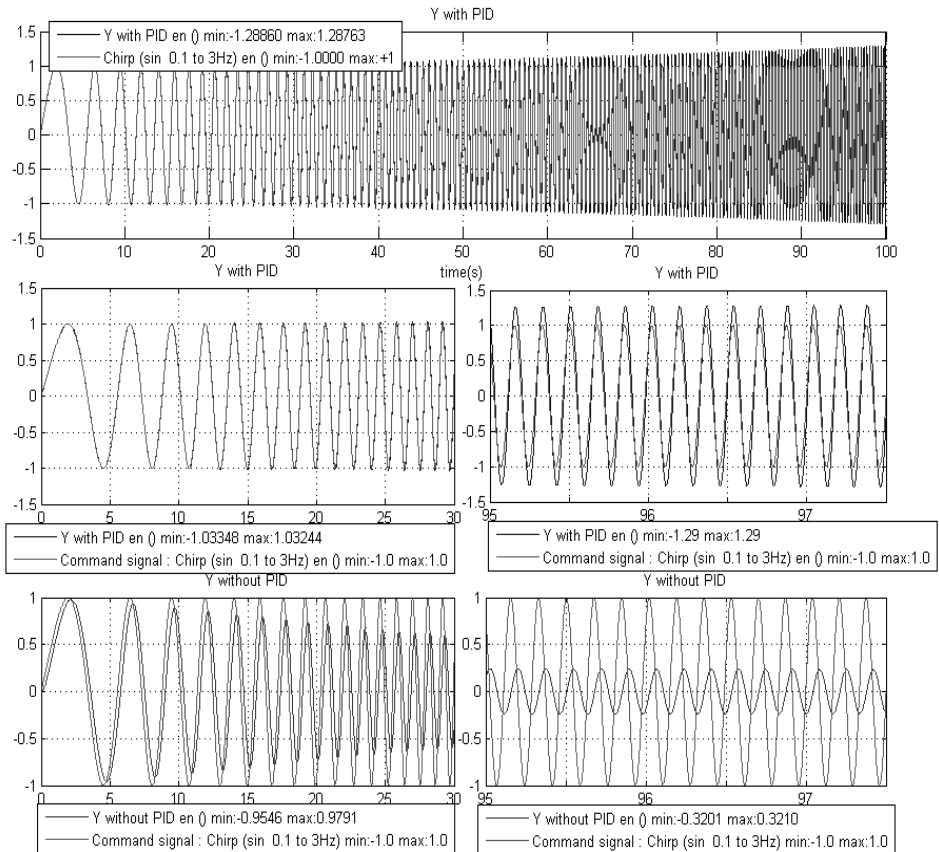 Y with PID
Y with PID en () min:-1.28860 max:1.28763
Chirp (sin 0.1 to 3Hz) en () min:-1.0000 max:+1
1.5
1
0.5
0
-0.5
-1
-1.5
0 10 20 30 40 50 60 70 80 90 100
time(s)
Y with PID
1.5
1
0.5
0
-0.5
-1
-1.5
0 5 10 15 20 25 30
Y with PID en () min:-1.03348 max:1.03244
Command signal : Chirp (sin 0.1 to 3Hz) en () min:-1.0 max:1.0
Y with PID
1.5
1
0.5
0
-0.5
-1
-1.5
95 96 97
Y with PID en () min:-1.29 max:1.29
Command signal : Chirp (sin 0.1 to 3Hz) en () min:-1.0 max:1.0
Y without PID
1
0.5
0
-0.5
-1
0 5 10 15 20 25 30
Y without PID en () min:-0.9546 max:0.9791
Command signal : Chirp (sin 0.1 to 3Hz) min:-1.0 max:1.0
Y without PID
1
0.5
0
-0.5
-1
95 96 97
Y without PID en () min:-0.3201 max:0.3210
Command signal : Chirp (sin 0.1 to 3Hz) min:-1.0 max:1.0